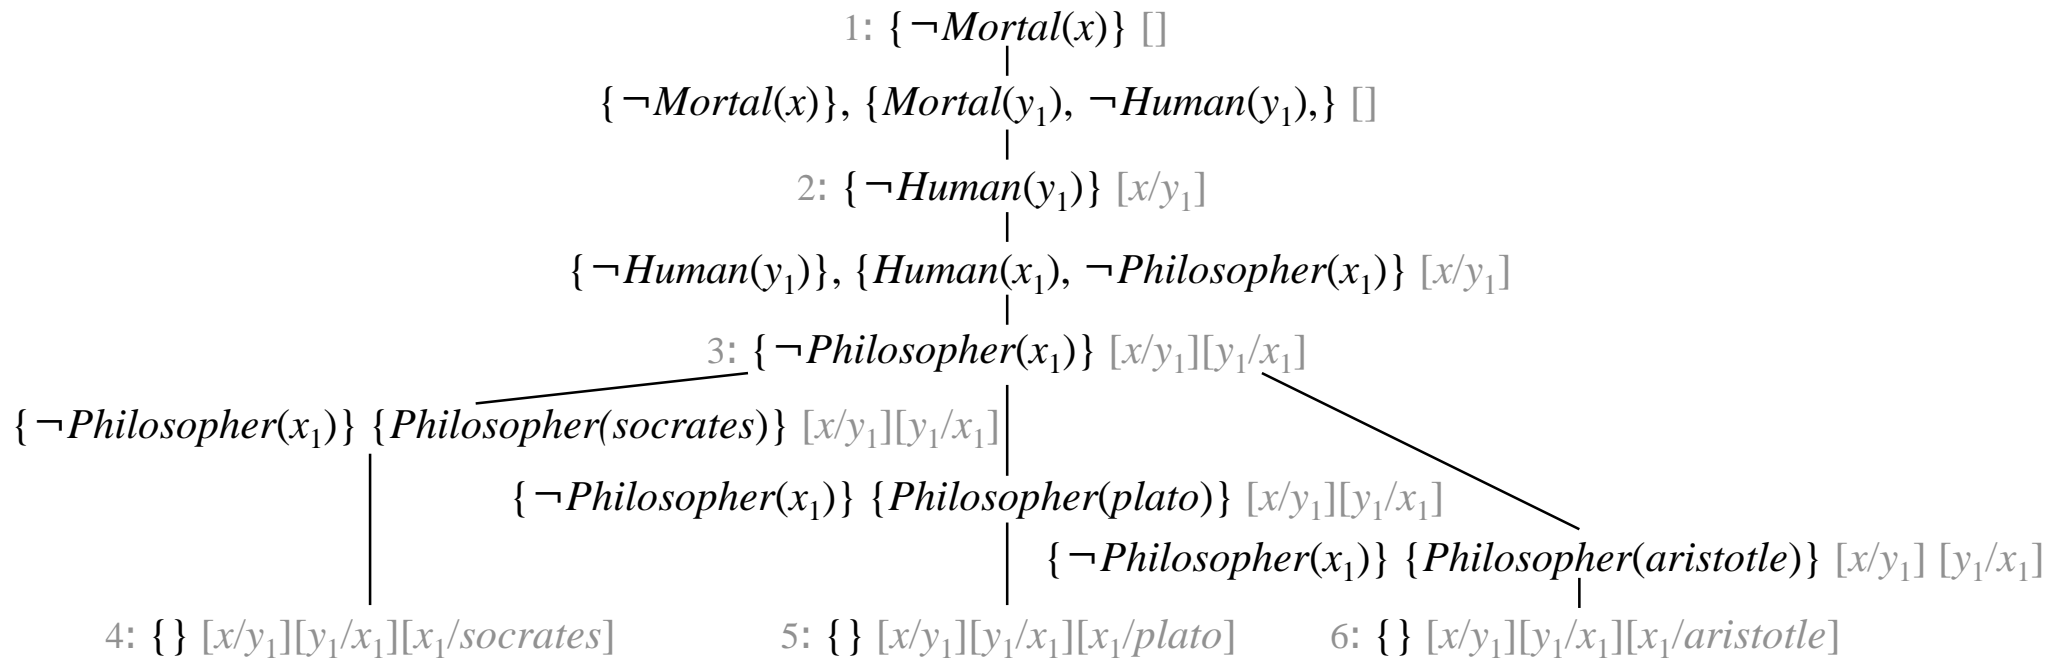 1: {¬Mortal(x)} []
{¬Mortal(x)}, {Mortal(y₁), ¬Human(y₁),} []
2: {¬Human(y₁)} [x/y₁]
{¬Human(y₁)}, {Human(x₁), ¬Philosopher(x₁)} [x/y₁]
3: {¬Philosopher(x₁)} [x/y₁][y₁/x₁]
{¬Philosopher(x₁)} {Philosopher(socrates)} [x/y₁][y₁/x₁]
{¬Philosopher(x₁)} {Philosopher(plato)} [x/y₁][y₁/x₁]
{¬Philosopher(x₁)} {Philosopher(aristotle)} [x/y₁] [y₁/x₁]
4: {} [x/y₁][y₁/x₁][x₁/socrates]
5: {} [x/y₁][y₁/x₁][x₁/plato]
6: {} [x/y₁][y₁/x₁][x₁/aristotle]